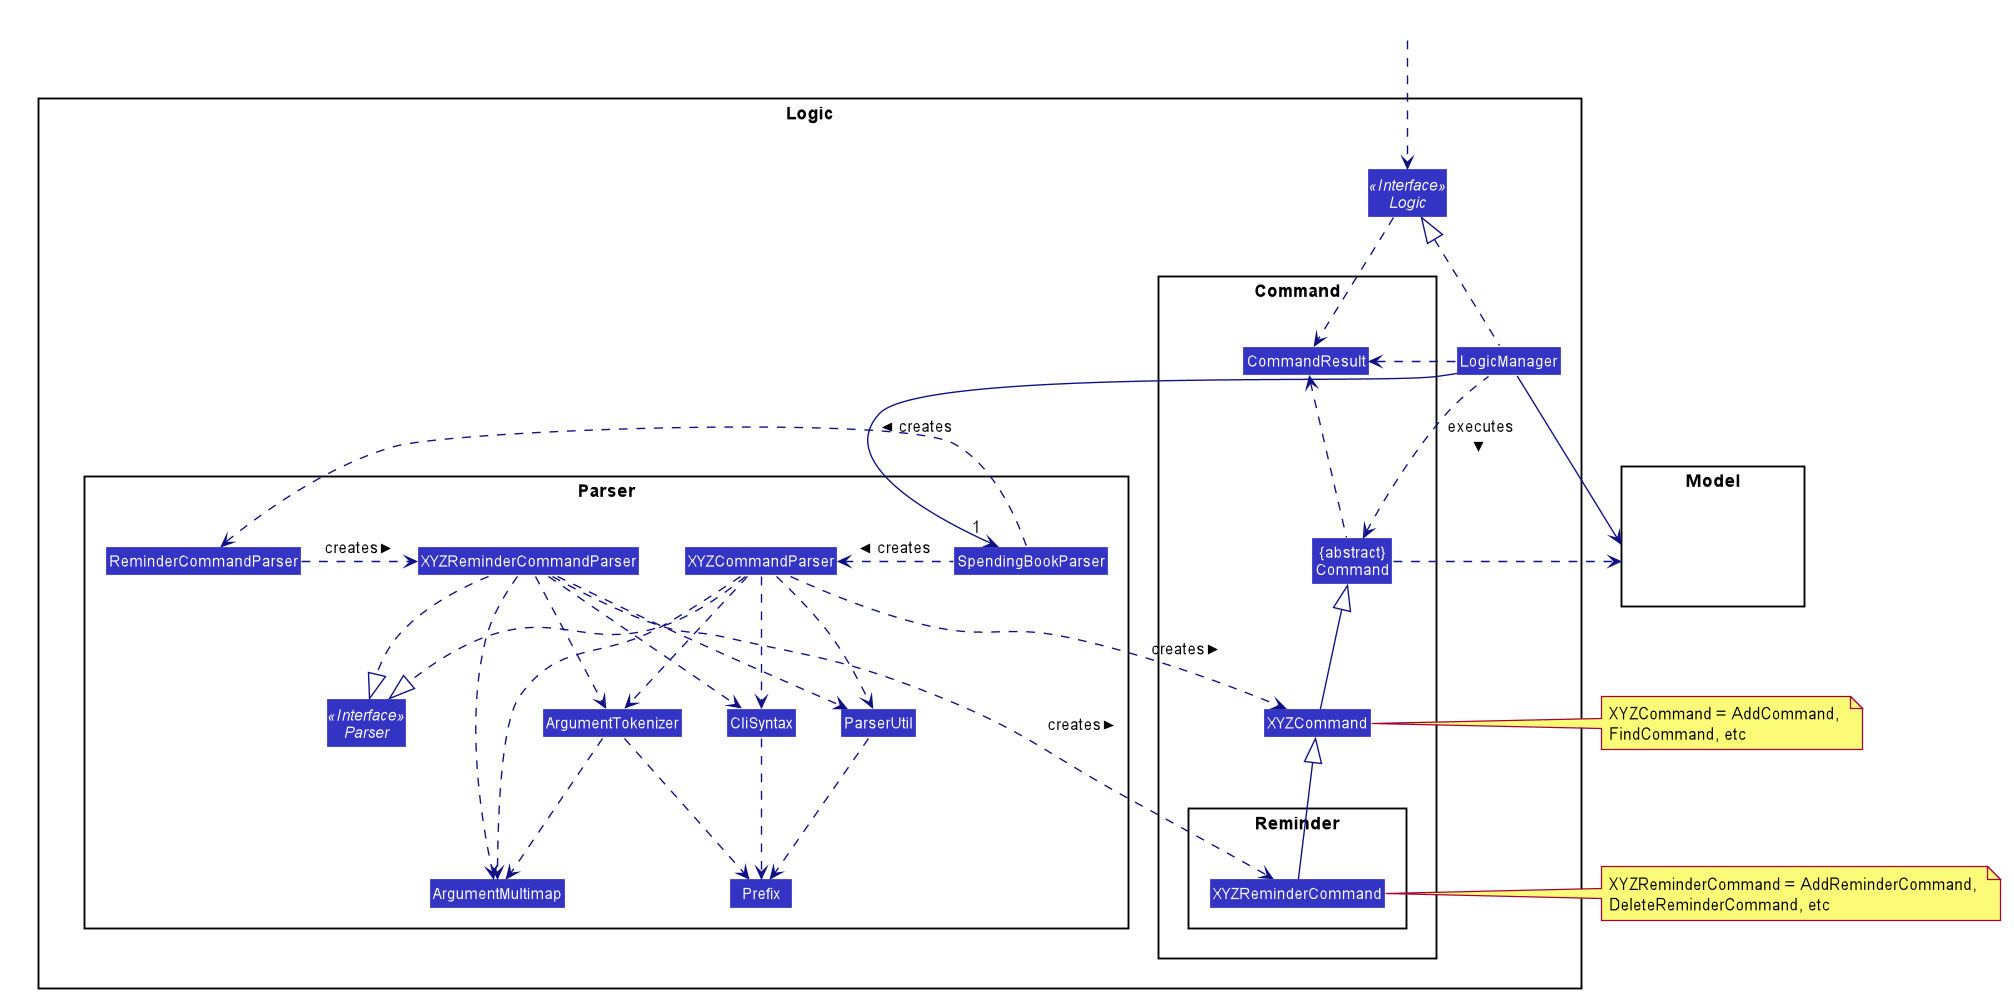 Logic
«Interface»
Logic
Command
CommandResult
LogicManager
◄ creates
executes
▼
Model
Parser
1
ReminderCommandParser
creates ►
XYZReminderCommandParser
XYZCommandParser
◄ creates
SpendingBookParser
{abstract}
Command
creates ►
«Interface»
Parser
ArgumentTokenizer
CliSyntax
ParserUtil
creates ►
XYZCommand
XYZCommand = AddCommand,
FindCommand, etc
Reminder
ArgumentMultimap
Prefix
XYZReminderCommand
XYZReminderCommand = AddReminderCommand,
DeleteReminderCommand, etc